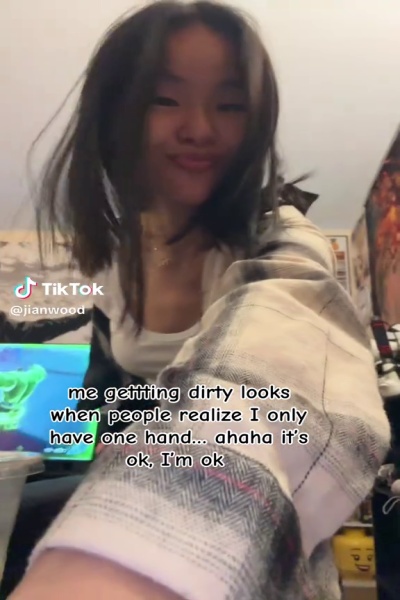 TikTok
@jianwood
me gettting dirty looks
when people realize I only
have one hand... ahaha it's
ok, I'm ok